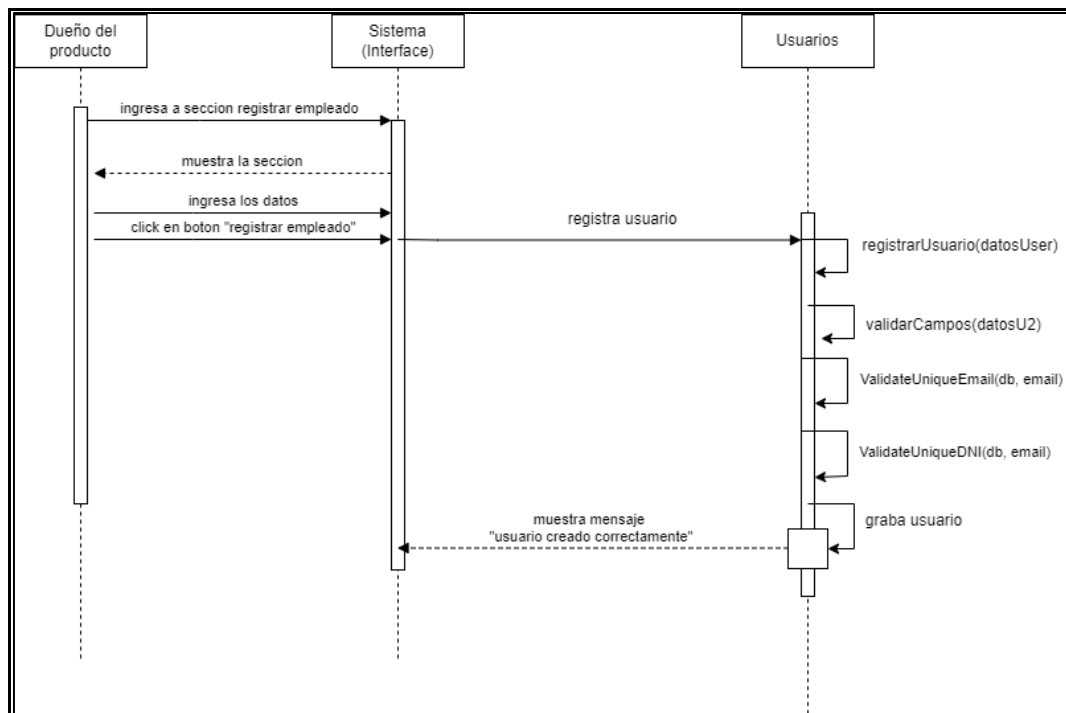 Dueño del
producto
Sistema
(Interface)
Usuarios
ingresa a seccion registrar empleado
muestra la seccion
ingresa los datos
click en boton "registrar empleado"
registra usuario
registrarUsuario(datosUser)
validarCampos(datosU2)
ValidateUniqueEmail(db, email)
ValidateUniqueDNI(db, email)
graba usuario
muestra mensaje
"usuario creado correctamente"